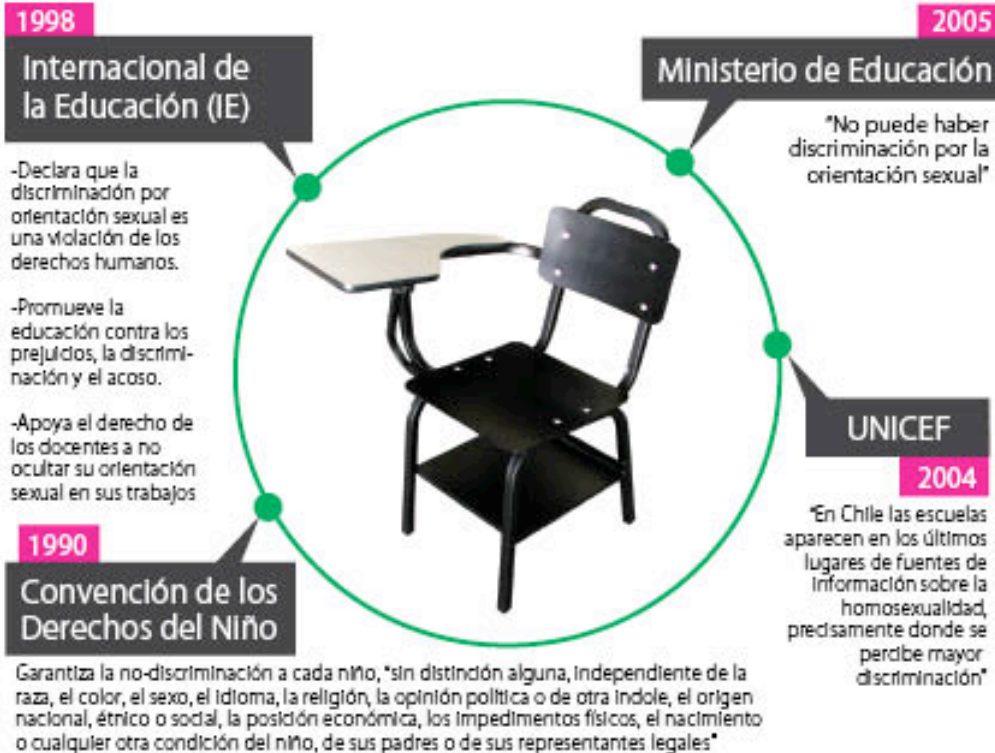 1998
Internacional de
la Educación (IE)
-Declara que la
discriminación por
orientación sexual es
una violación de los
derechos humanos.
-Promueve la
educación contra los
prejuicios, la discrimi-
nación y el acoso.
-Apoya el derecho de
los docentes a no
ocultar su orientación
sexual en sus trabajos
1990
Convención de los
Derechos del Niño
Garantiza la no-discriminación a cada niño, "sin distinción alguna, independiente de la
raza, el color, el sexo, el idioma, la religión, la opinión política o de otra indole, el origen
nacional, étnico o social, la posición económica, los impedimentos físicos, el nacimiento
o cualquier otra condición del niño, de sus padres o de sus representantes legales"
2005
Ministerio de Educación
"No puede haber
discriminación por la
orientación sexual"
UNICEF
2004
"En Chile las escuelas
aparecen en los últimos
lugares de fuentes de
información sobre la
homosexualidad,
precisamente donde se
percibe mayor
discriminación"